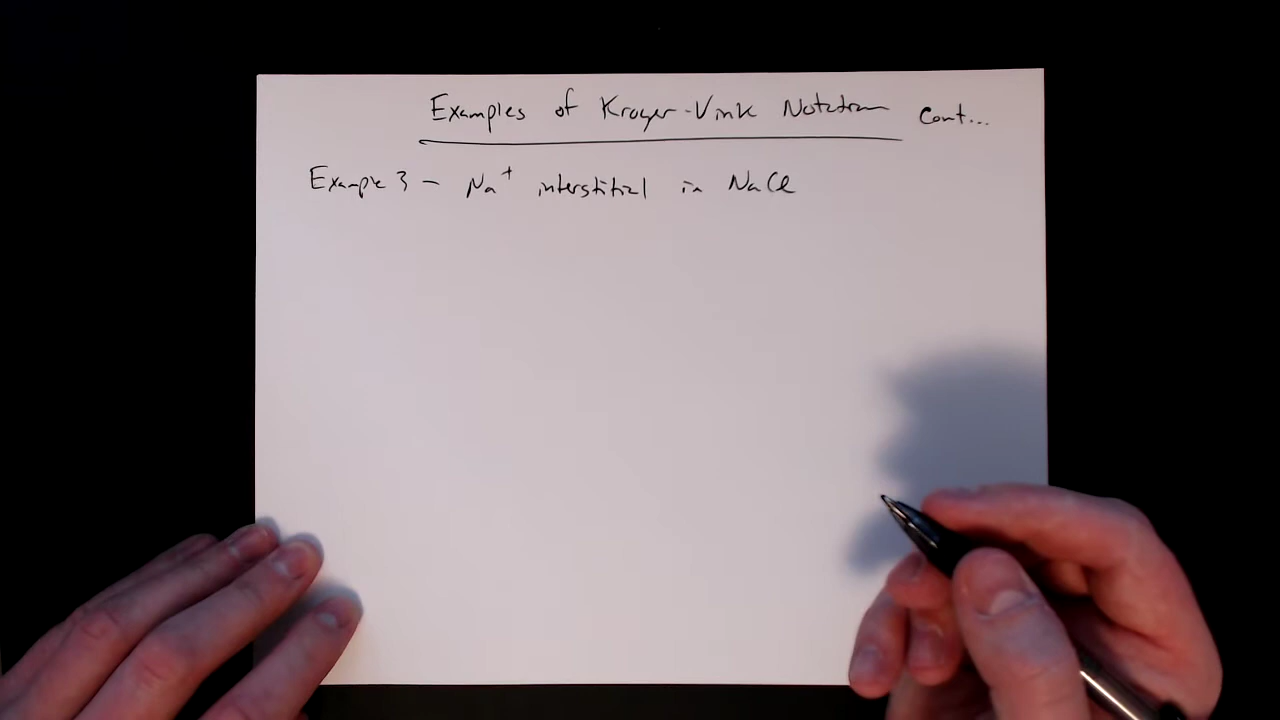 Examples of Kroger-Vink Notation Cont...
Example 3 - Na+ interstitial in NaCl